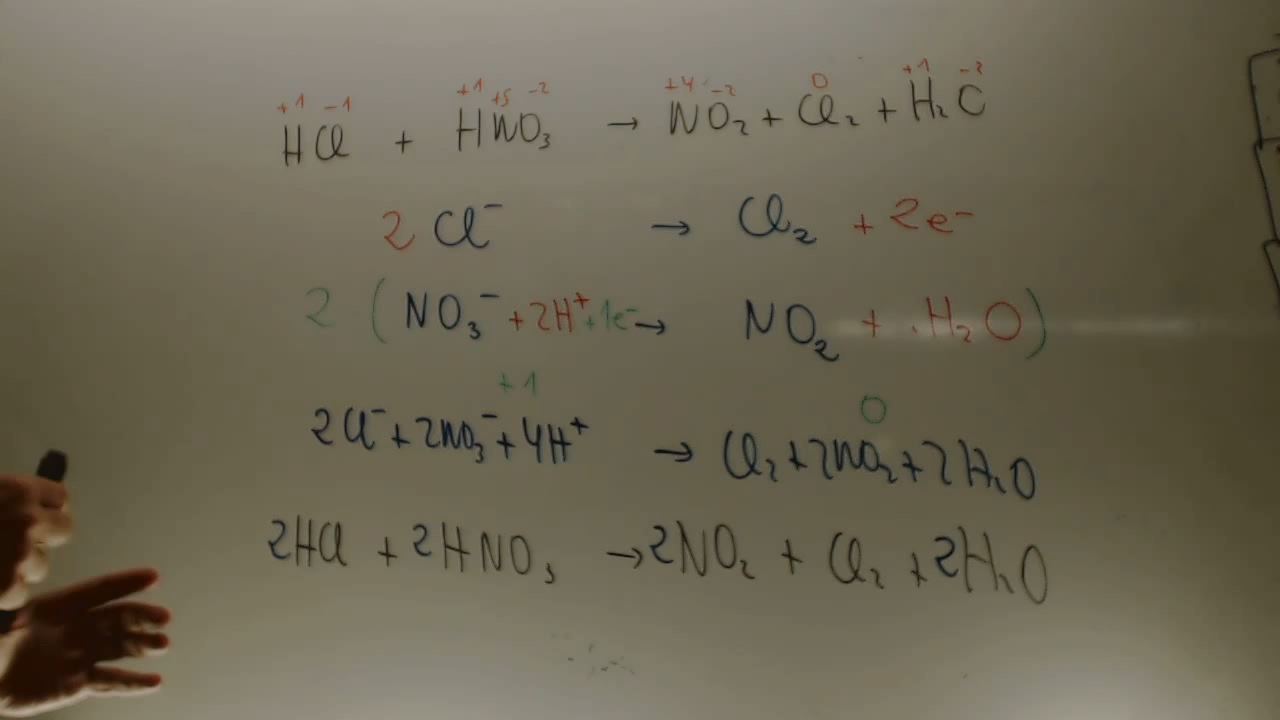 +1 -1 +1 +5 -2 +4 -2 0 +1 -2
HCl + HNO₃ → NO₂ + Cl₂ + H₂O
2 Cl⁻ → Cl₂ + 2e⁻
2 ( NO₃⁻ + 2H⁺ + 1e⁻ → NO₂ + H₂O )
+1 0
2Cl⁻ + 2NO₃⁻ + 4H⁺ → Cl₂ + 2NO₂ + 2H₂O
2HCl + 2HNO₃ → 2NO₂ + Cl₂ + 2H₂O